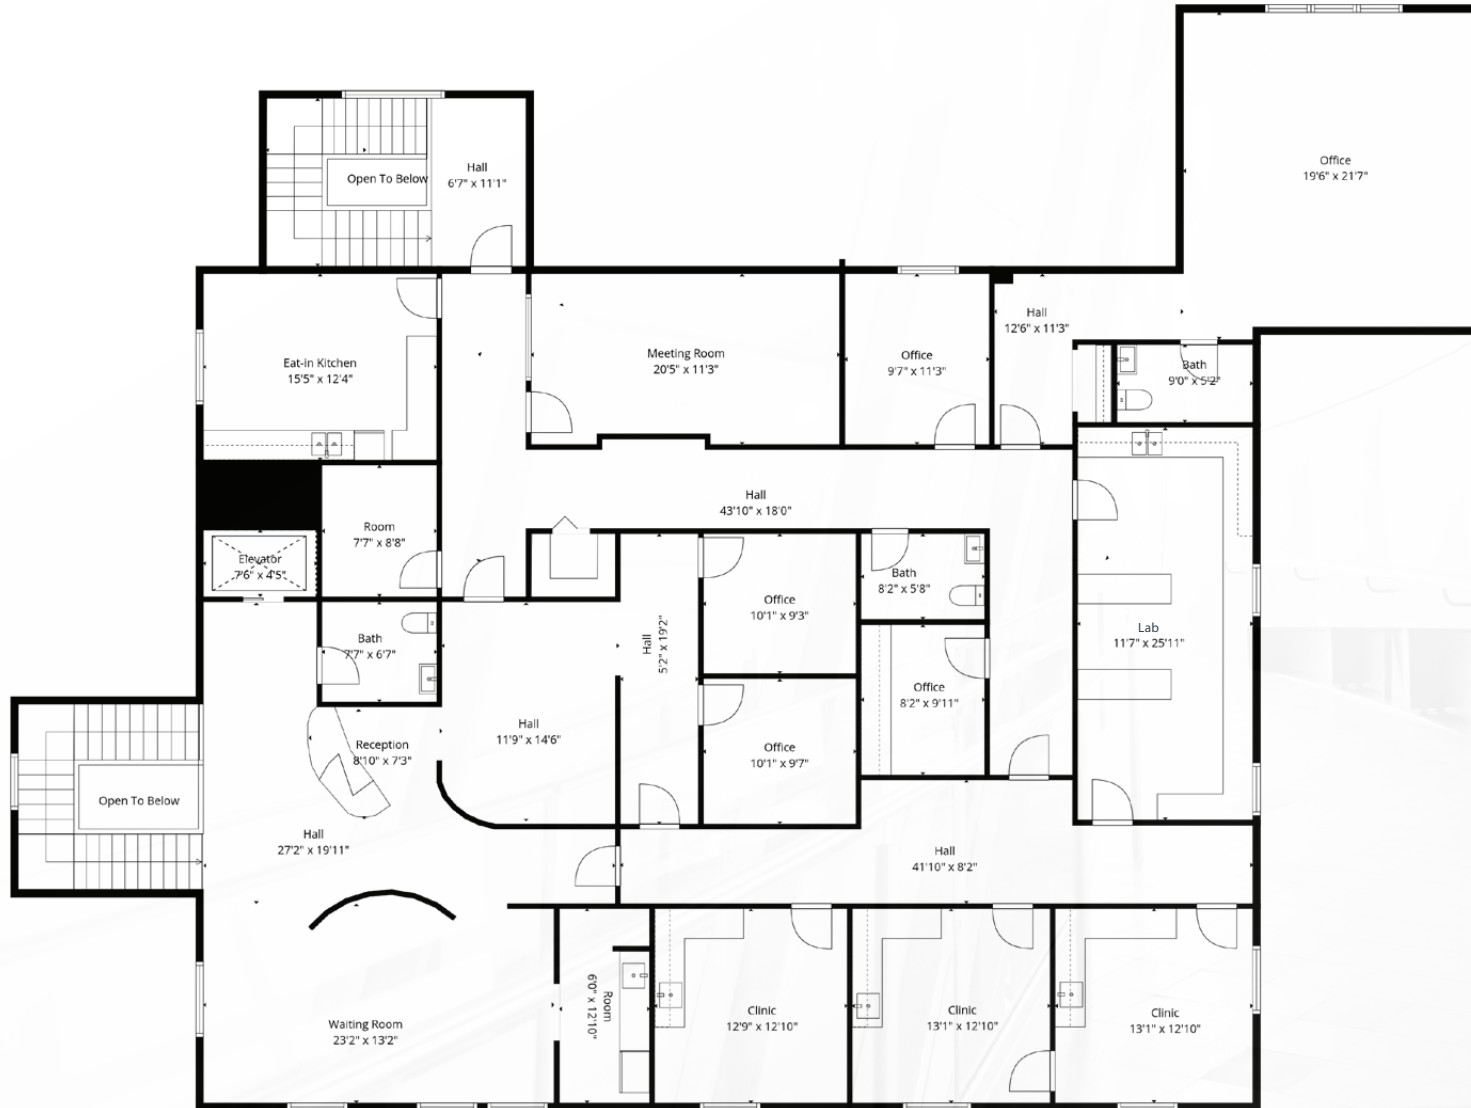 Office
19'6" x 21'7"
Hall
6'7" x 11'1"
Open To Below
Hall
12'6" x 11'3"
Meeting Room
20'5" x 11'3"
Office
9'7" x 11'3"
Eat-in Kitchen
15'5" x 12'4"
Bath
9'0" x 5'2"
Hall
43'10" x 18'0"
Room
7'7" x 8'8"
Elevator
7'6" x 4'5"
Bath
8'2" x 5'8"
Office
10'1" x 9'3"
Hall
5'2" x 19'2"
Lab
11'7" x 25'11"
Bath
7'7" x 6'7"
Office
8'2" x 9'11"
Hall
11'9" x 14'6"
Reception
8'10" x 7'3"
Office
10'1" x 9'7"
Open To Below
Hall
27'2" x 19'11"
Hall
41'10" x 8'2"
Room
6'0" x 12'10"
Clinic
12'9" x 12'10"
Clinic
13'1" x 12'10"
Clinic
13'1" x 12'10"
Waiting Room
23'2" x 13'2"